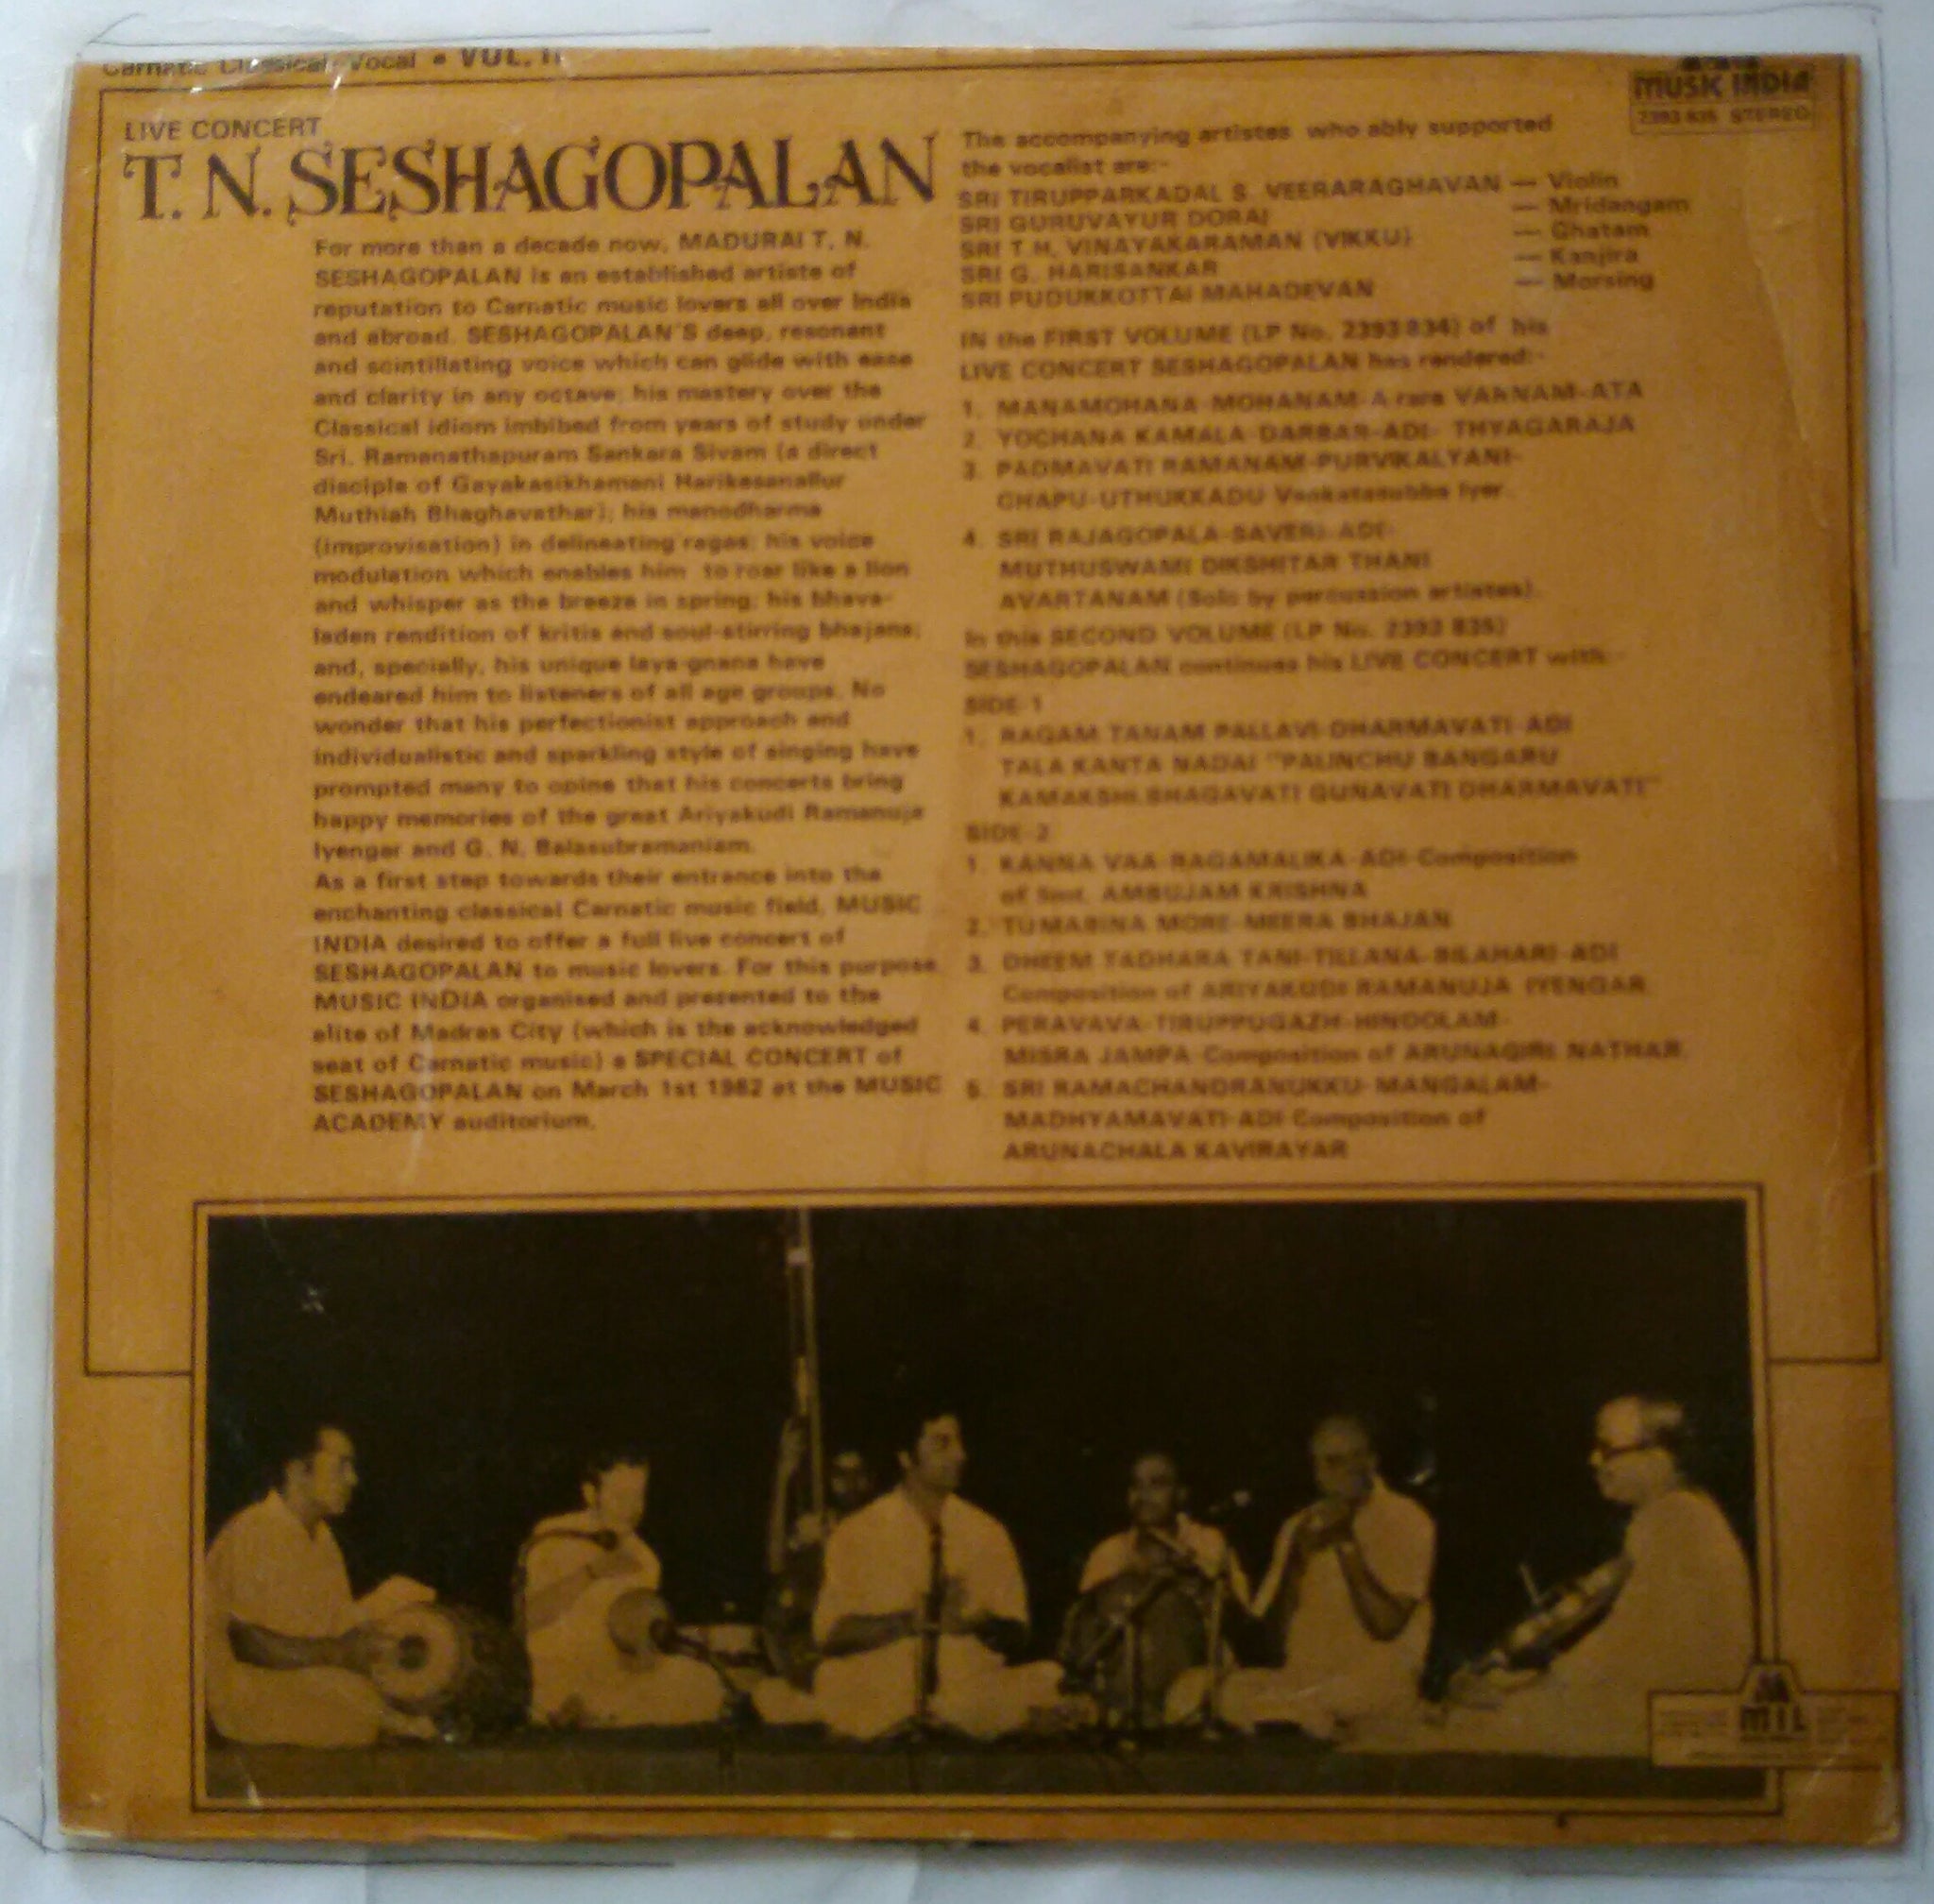 Carnatic Classical Vocal • VOL. II
MUSIC INDIA
2393 835 STEREO
LIVE CONCERT
T. N. SESHAGOPALAN
For more than a decade now, MADURAI T. N.
SESHAGOPALAN is an established artiste of
reputation to Carnatic music lovers all over India
and abroad. SESHAGOPALAN'S deep, resonant
and scintillating voice which can glide with ease
and clarity in any octave; his mastery over the
Classical idiom imbibed from years of study under
Sri. Ramanathapuram Sankara Sivam (a direct
disciple of Gayakasikhamani Harikesanallur
Muthiah Bhaghavathar); his manodharma
(improvisation) in delineating ragas; his voice
modulation which enables him to roar like a lion
and whisper as the breeze in spring; his bhava-
laden rendition of kritis and soul-stirring bhajans;
and, specially, his unique laya-gnana have
endeared him to listeners of all age groups. No
wonder that his perfectionist approach and
individualistic and sparkling style of singing have
prompted many to opine that his concerts bring
happy memories of the great Ariyakudi Ramanuja
Iyengar and G. N. Balasubramaniam.
As a first step towards their entrance into the
enchanting classical Carnatic music field, MUSIC
INDIA desired to offer a full live concert of
SESHAGOPALAN to music lovers. For this purpose
MUSIC INDIA organised and presented to the
elite of Madras City (which is the acknowledged
seat of Carnatic music) a SPECIAL CONCERT of
SESHAGOPALAN on March 1st 1982 at the MUSIC
ACADEMY auditorium.
The accompanying artistes who ably supported
the vocalist are:-
SRI TIRUPPARKADAL S. VEERARAGHAVAN — Violin
SRI GURUVAYUR DORAI — Mridangam
SRI T.H. VINAYAKARAMAN (VIKKU) — Ghatam
SRI G. HARISANKAR — Kanjira
SRI PUDUKKOTTAI MAHADEVAN — Morsing
IN the FIRST VOLUME (LP No. 2393 834) of his
LIVE CONCERT SESHAGOPALAN has rendered:-
1. MANAMOHANA-MOHANAM-A rare VARNAM-ATA
2. YOCHANA KAMALA-DARBAR-ADI- THYAGARAJA
3. PADMAVATI RAMANAM-PURVIKALYANI-
CHAPU-UTHUKKADU Venkatasubba Iyer.
4. SRI RAJAGOPALA-SAVERI-ADI-
MUTHUSWAMI DIKSHITAR THANI
AVARTANAM (Solo by percussion artistes).
In this SECOND VOLUME (LP No. 2393 835)
SESHAGOPALAN continues his LIVE CONCERT with:-
SIDE-1
1. RAGAM TANAM PALLAVI-DHARMAVATI-ADI
TALA KANTA NADAI "PALINCHU BANGARU
KAMAKSHI BHAGAVATI GUNAVATI DHARMAVATI"
SIDE-2
1. KANNA VAA-RAGAMALIKA-ADI-Composition
of Smt. AMBUJAM KRISHNA
2. TUMABINA MORE-MEERA BHAJAN
3. DHEEM TADHARA TANI-TILLANA-BILAHARI-ADI
Composition of ARIYAKUDI RAMANUJA IYENGAR
4. PERAVAVA-TIRUPPUGAZH-HINDOLAM-
MISRA JAMPA-Composition of ARUNAGIRI NATHAR.
5. SRI RAMACHANDRANUKKU-MANGALAM-
MADHYAMAVATI-ADI-Composition of
ARUNACHALA KAVIRAYAR
MIL